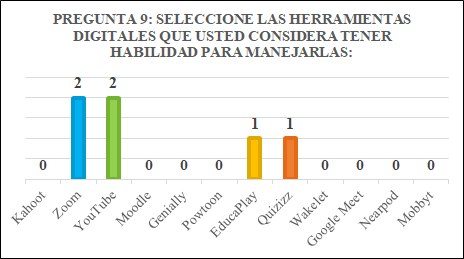 PREGUNTA 9: SELECCIONE LAS HERRAMIENTAS
DIGITALES QUE USTED CONSIDERA TENER
HABILIDAD PARA MANEJARLAS:
0 2 2 0 0 0 1 1 0 0 0 0
Kahoot
Zoom
YouTube
Moodle
Genially
Powtoon
EducaPlay
Quizizz
Wakelet
Google Meet
Nearpod
Mobbyt